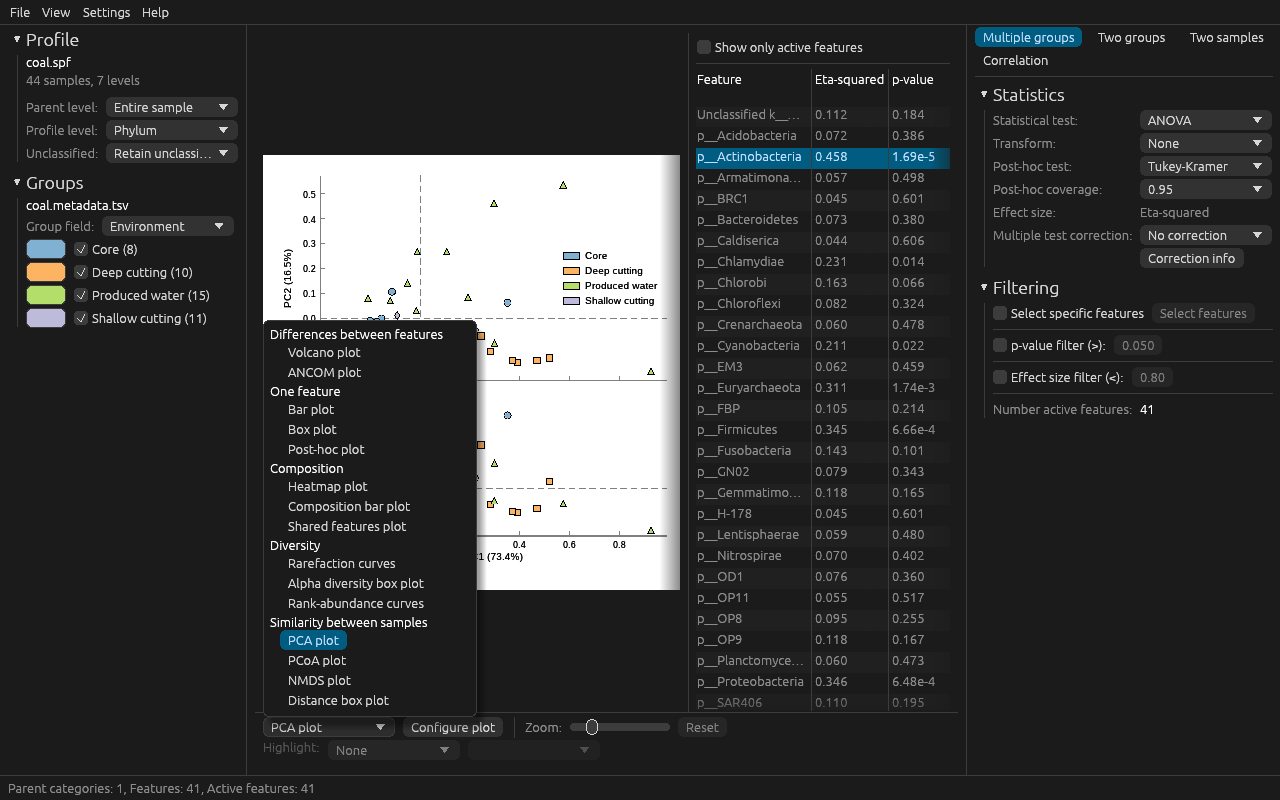 File View Settings Help
Profile
coal.spf
44 samples, 7 levels
Parent level: Entire sample
Profile level: Phylum
Unclassified: Retain unclassi...
Groups
coal.metadata.tsv
Group field: Environment
Core (8)
Deep cutting (10)
Produced water (15)
Shallow cutting (11)
0.5
0.4
0.3
0.2
0.1
0.0
PC2 (16.5%)
Core
Deep cutting
Produced water
Shallow cutting
0.4 0.6 0.8
(73.4%)
Differences between features
Volcano plot
ANCOM plot
One feature
Bar plot
Box plot
Post-hoc plot
Composition
Heatmap plot
Composition bar plot
Shared features plot
Diversity
Rarefaction curves
Alpha diversity box plot
Rank-abundance curves
Similarity between samples
PCA plot
PCoA plot
NMDS plot
Distance box plot
PCA plot Configure plot Zoom: Reset
Highlight: None
Show only active features
Feature Eta-squared p-value
Unclassified k__... 0.112 0.184
p__Acidobacteria 0.072 0.386
p__Actinobacteria 0.458 1.69e-5
p__Armatimona... 0.057 0.498
p__BRC1 0.045 0.601
p__Bacteroidetes 0.073 0.380
p__Caldiserica 0.044 0.606
p__Chlamydiae 0.231 0.014
p__Chlorobi 0.163 0.066
p__Chloroflexi 0.082 0.324
p__Crenarchaeota 0.060 0.478
p__Cyanobacteria 0.211 0.022
p__EM3 0.062 0.459
p__Euryarchaeota 0.311 1.74e-3
p__FBP 0.105 0.214
p__Firmicutes 0.345 6.66e-4
p__Fusobacteria 0.143 0.101
p__GN02 0.079 0.343
p__Gemmatimo... 0.118 0.165
p__H-178 0.045 0.601
p__Lentisphaerae 0.059 0.480
p__Nitrospirae 0.070 0.402
p__OD1 0.076 0.360
p__OP11 0.055 0.517
p__OP8 0.095 0.255
p__OP9 0.118 0.167
p__Planctomyce... 0.060 0.473
p__Proteobacteria 0.346 6.48e-4
p__SAR406 0.110 0.195
Multiple groups Two groups Two samples
Correlation
Statistics
Statistical test: ANOVA
Transform: None
Post-hoc test: Tukey-Kramer
Post-hoc coverage: 0.95
Effect size: Eta-squared
Multiple test correction: No correction
Correction info
Filtering
Select specific features Select features
p-value filter (>): 0.050
Effect size filter (<): 0.80
Number active features: 41
Parent categories: 1, Features: 41, Active features: 41